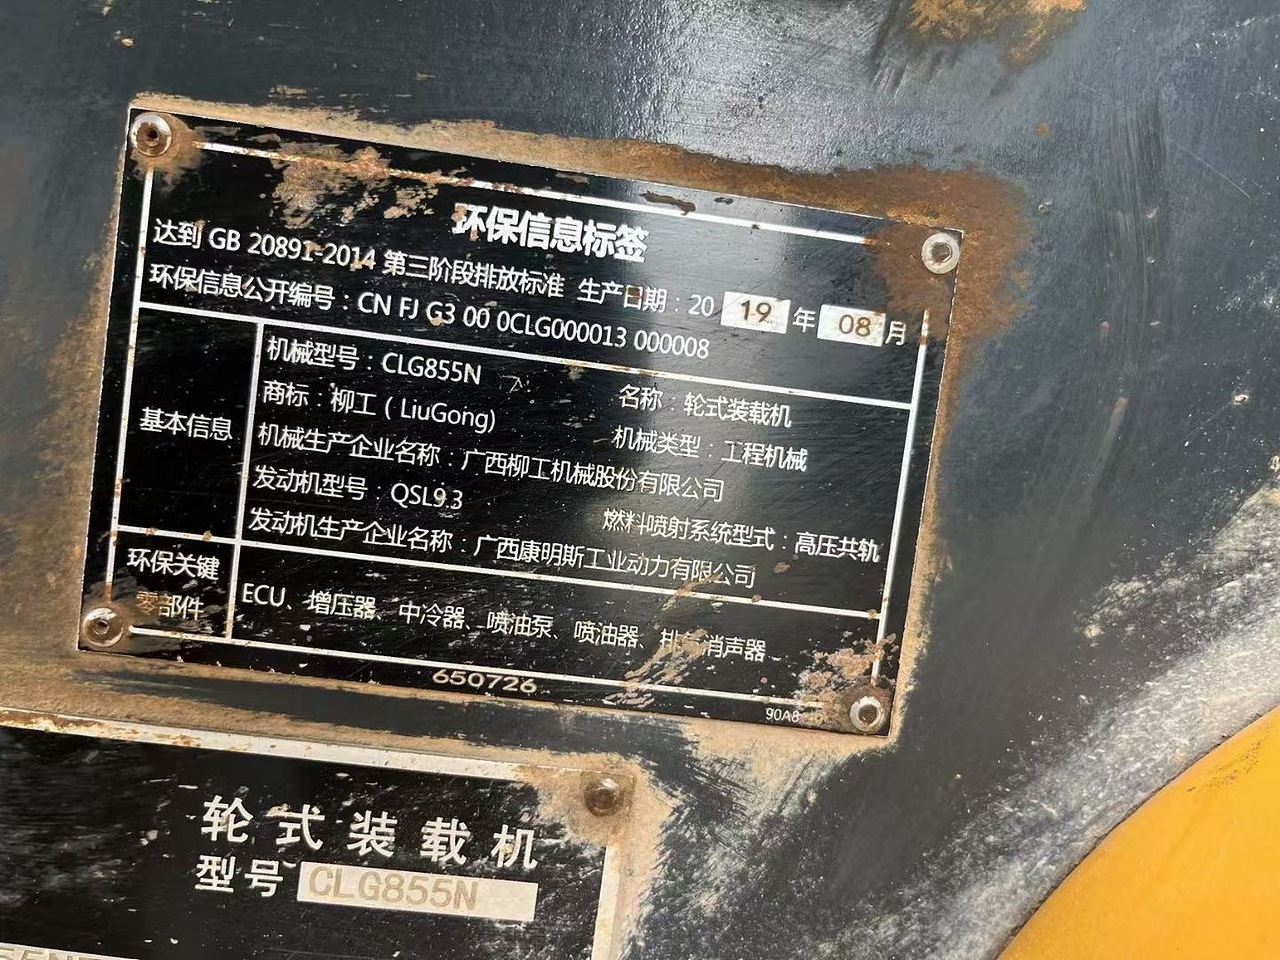 环保信息标签
达到 GB 20891-2014 第三阶段排放标准 生产日期：20 19 年 08 月
环保信息公开编号：CN FJ G3 00 0CLG000013 000008
基本信息
机械型号：CLG855N 名称：轮式装载机
商标：柳工（LiuGong） 机械类型：工程机械
机械生产企业名称：广西柳工机械股份有限公司
发动机型号：QSL9.3 燃料喷射系统型式：高压共轨
发动机生产企业名称：广西康明斯工业动力有限公司
环保关键
零部件
ECU、增压器、中冷器、喷油泵、喷油器、排气消声器
650726
90A8
轮式装载机
型号 CLG855N